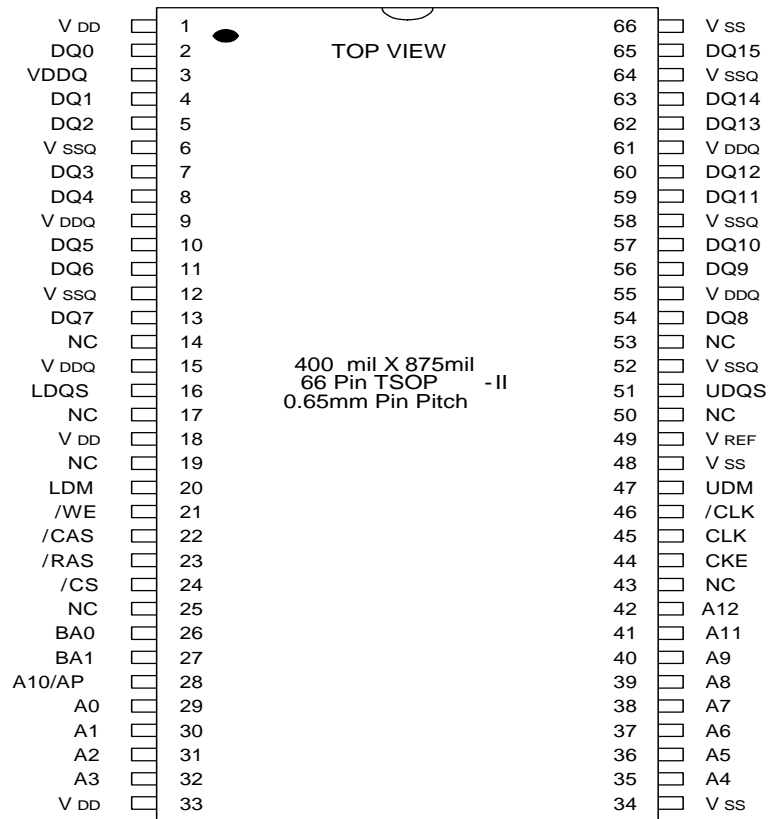 V DD 1 66 V SS
DQ0 2 TOP VIEW 65 DQ15
VDDQ 3 64 V SSQ
DQ1 4 63 DQ14
DQ2 5 62 DQ13
V SSQ 6 61 V DDQ
DQ3 7 60 DQ12
DQ4 8 59 DQ11
V DDQ 9 58 V SSQ
DQ5 10 57 DQ10
DQ6 11 56 DQ9
V SSQ 12 55 V DDQ
DQ7 13 54 DQ8
NC 14 53 NC
V DDQ 15 400 mil X 875mil 52 V SSQ
LDQS 16 66 Pin TSOP -II 51 UDQS
NC 17 0.65mm Pin Pitch 50 NC
V DD 18 49 V REF
NC 19 48 V SS
LDM 20 47 UDM
/WE 21 46 /CLK
/CAS 22 45 CLK
/RAS 23 44 CKE
/CS 24 43 NC
NC 25 42 A12
BA0 26 41 A11
BA1 27 40 A9
A10/AP 28 39 A8
A0 29 38 A7
A1 30 37 A6
A2 31 36 A5
A3 32 35 A4
V DD 33 34 V SS